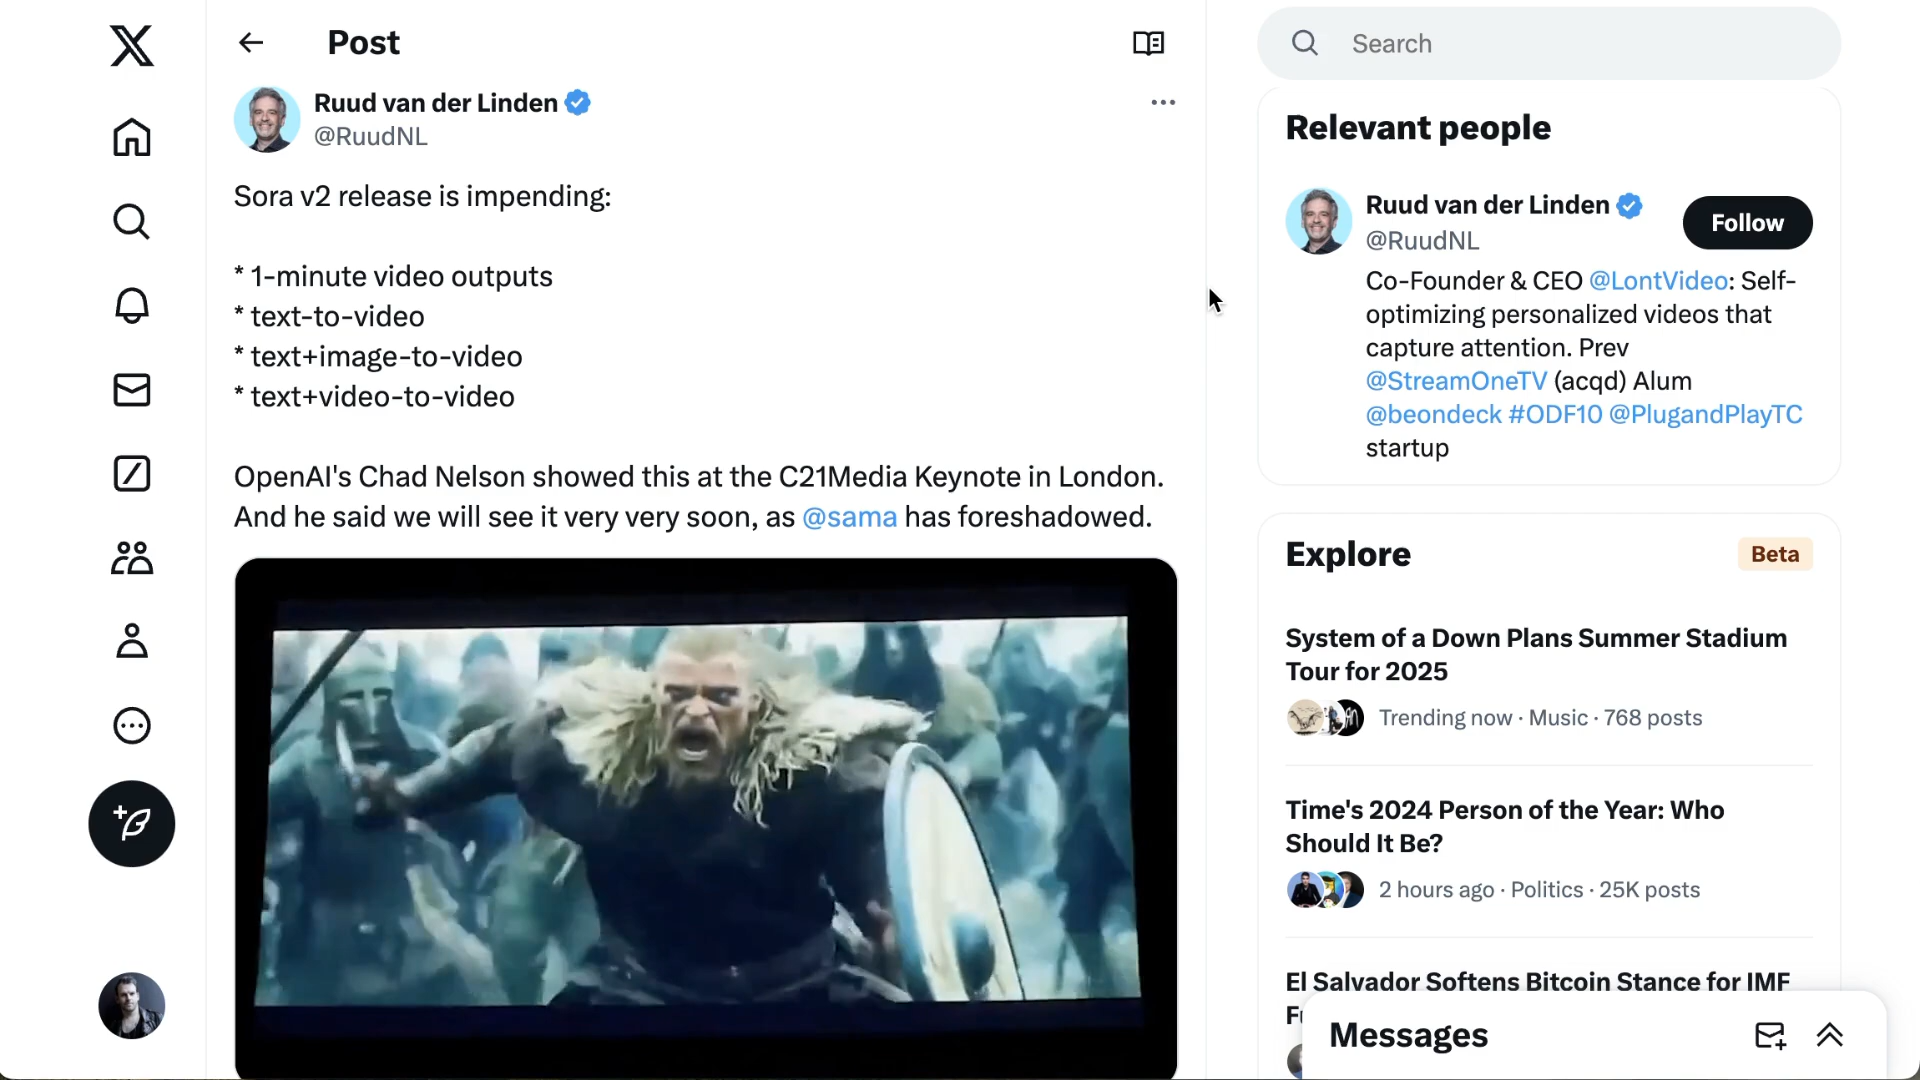 Post
Ruud van der Linden
@RuudNL
Sora v2 release is impending:
* 1-minute video outputs
* text-to-video
* text+image-to-video
* text+video-to-video
OpenAI's Chad Nelson showed this at the C21Media Keynote in London.
And he said we will see it very very soon, as @sama has foreshadowed.
Search
Relevant people
Ruud van der Linden
@RuudNL
Follow
Co-Founder & CEO @LontVideo: Self-
optimizing personalized videos that
capture attention. Prev
@StreamOneTV (acqd) Alum
@beondeck #ODF10 @PlugandPlayTC
startup
Explore
Beta
System of a Down Plans Summer Stadium
Tour for 2025
Trending now · Music · 768 posts
Time's 2024 Person of the Year: Who
Should It Be?
2 hours ago · Politics · 25K posts
El Salvador Softens Bitcoin Stance for IMF
Messages